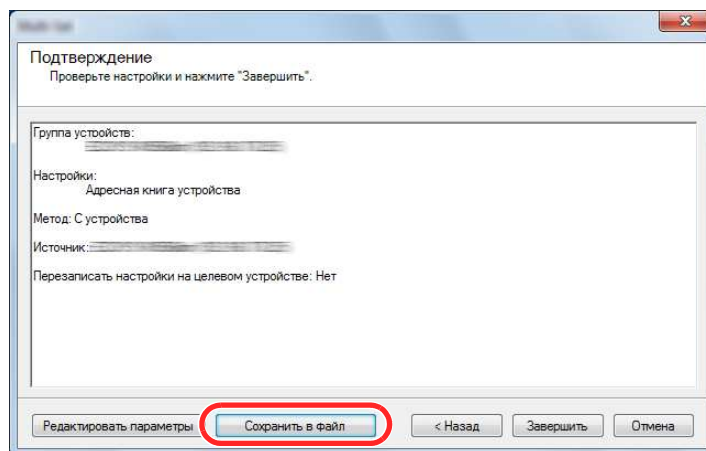 Подтверждение
Проверьте настройки и нажмите "Завершить".
Группа устройств:
Настройки:
Адресная книга устройства
Метод: С устройства
Источник:
Перезаписать настройки на целевом устройстве: Нет
Редактировать параметры Сохранить в файл < Назад Завершить Отмена